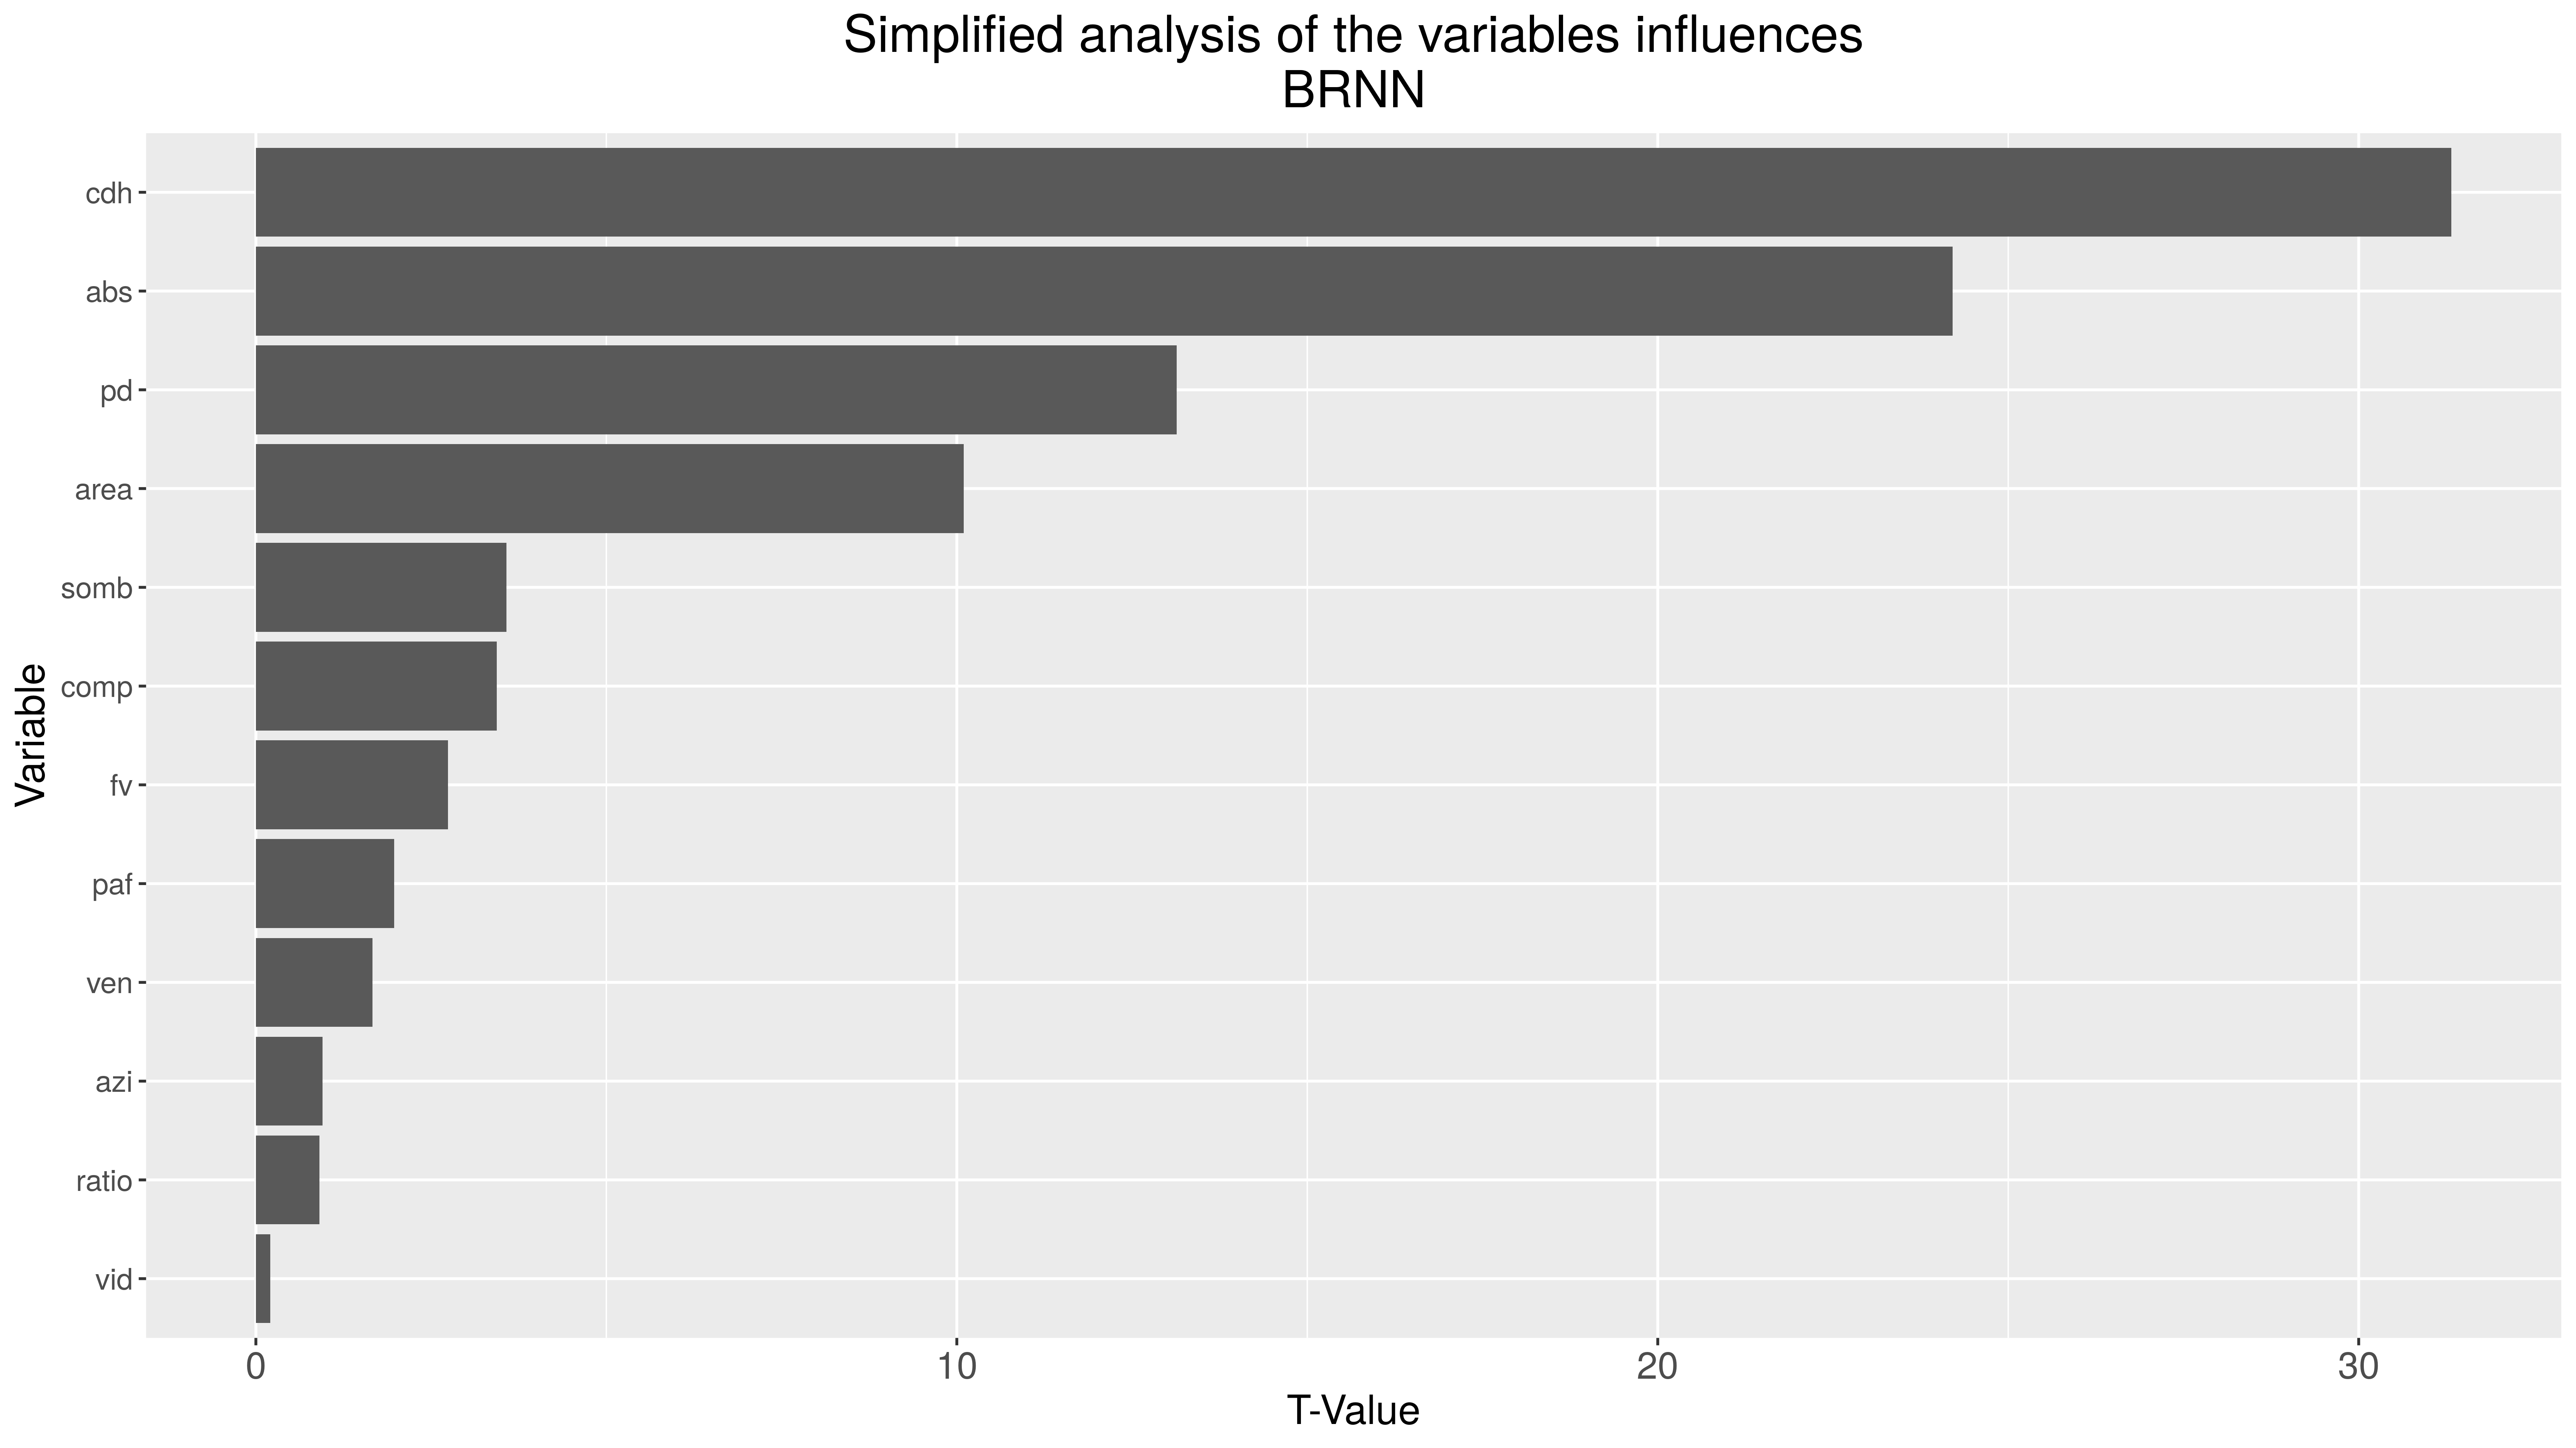 Simplified analysis of the variables influences
BRNN
cdh
abs
pd
area
somb
comp
fv
paf
ven
azi
ratio
vid
Variable
0 10 20 30
T-Value